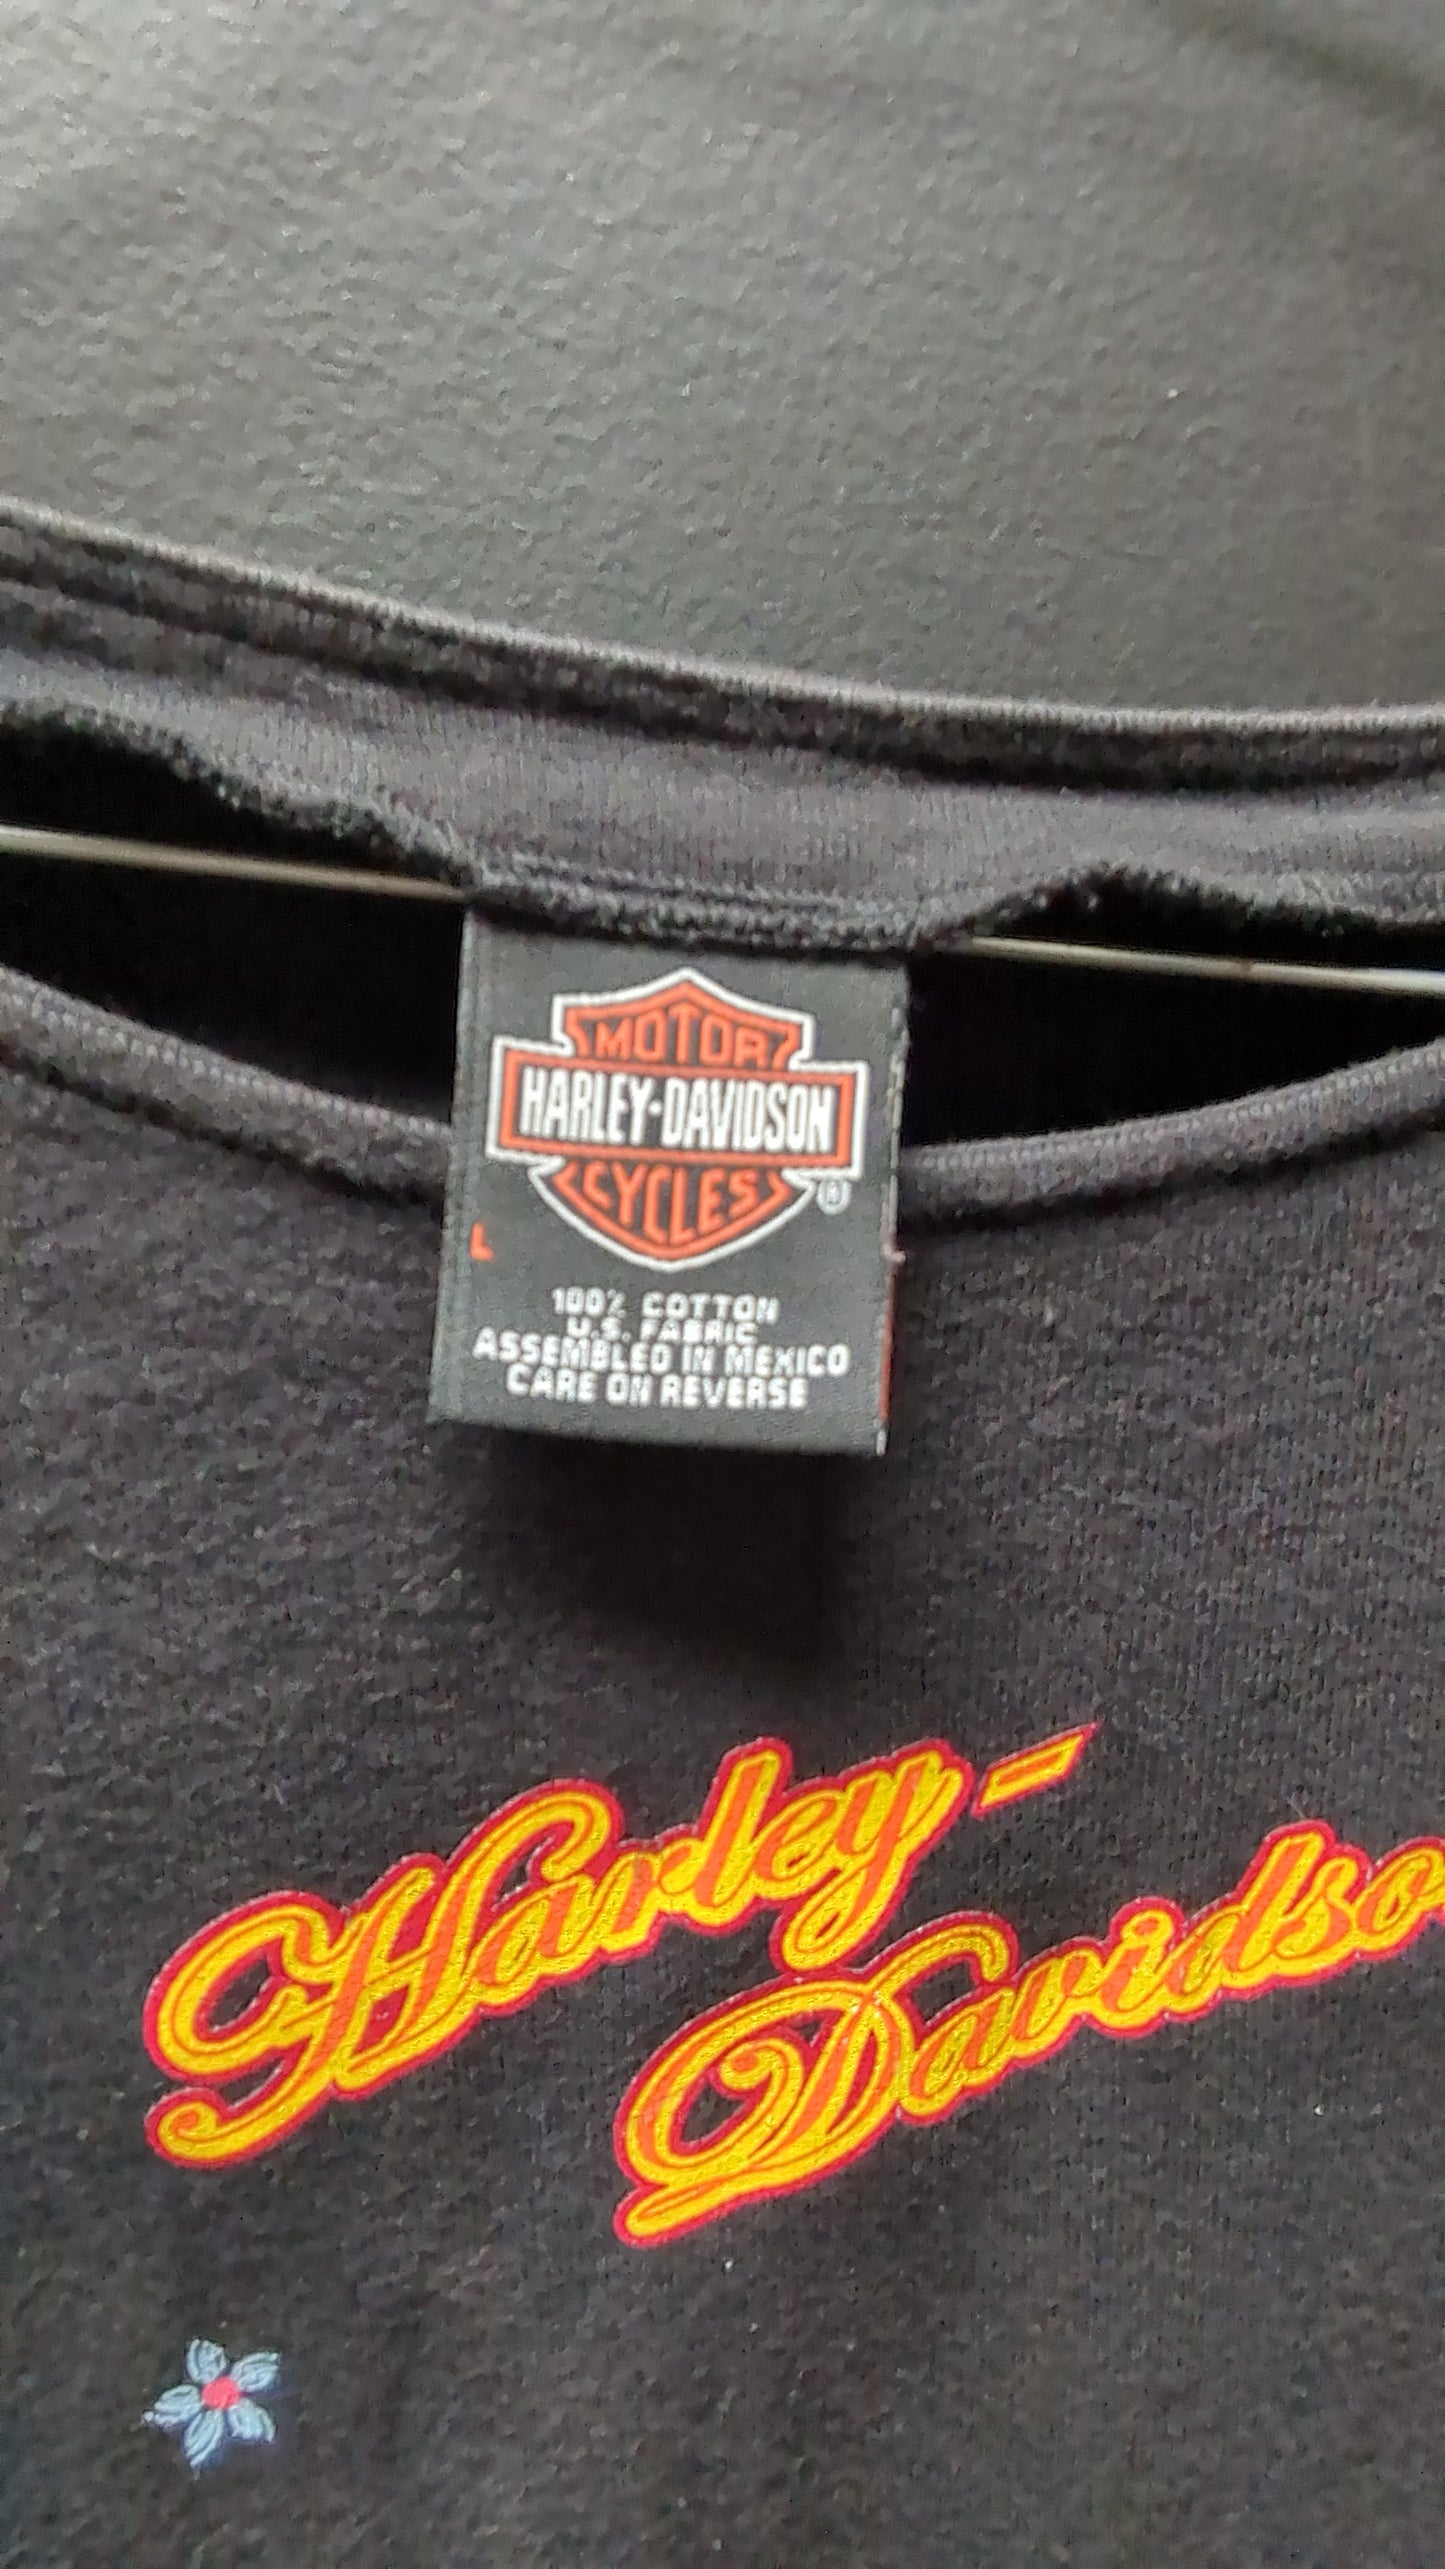 MOTOR
HARLEY-DAVIDSON
CYCLES
®
L
100% COTTON
U.S. FABRIC
ASSEMBLED IN MEXICO
CARE ON REVERSE
Harley-
Davidso